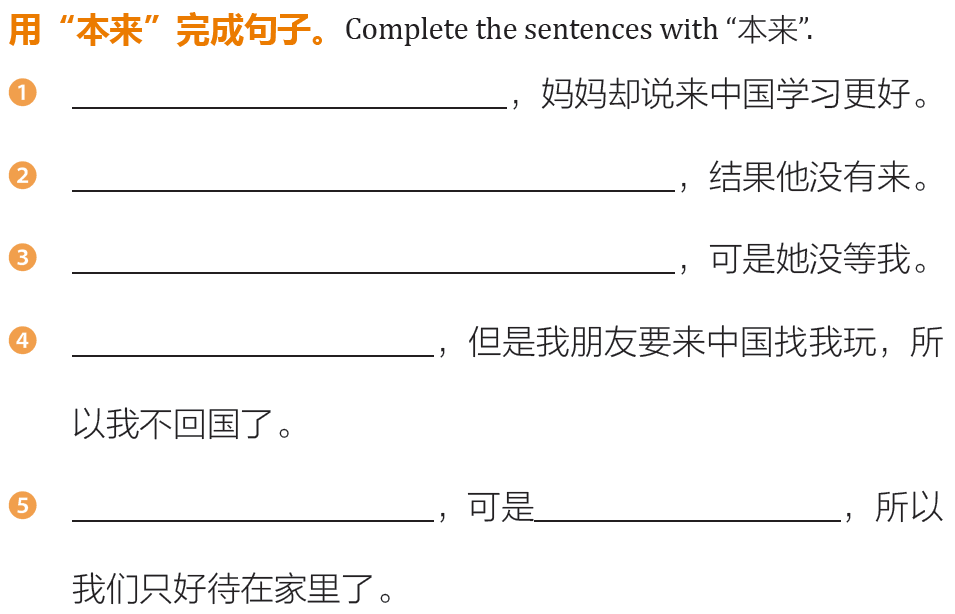 用“本来”完成句子。Complete the sentences with “本来”.
1 ，妈妈却说来中国学习更好。
2 ，结果他没有来。
3 ，可是她没等我。
4 ，但是我朋友要来中国找我玩，所
以我不回国了。
5 ，可是 ，所以
我们只好待在家里了。